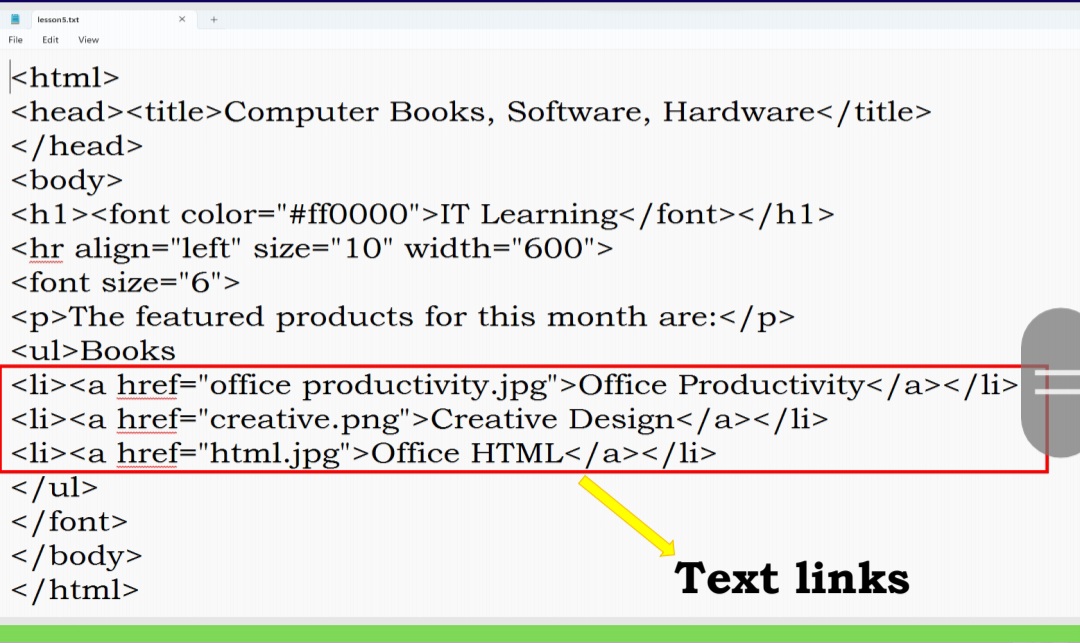 lesson5.txt
File Edit View
<html>
<head><title>Computer Books, Software, Hardware</title>
</head>
<body>
<h1><font color="#ff0000">IT Learning</font></h1>
<hr align="left" size="10" width="600">
<font size="6">
<p>The featured products for this month are:</p>
<ul>Books
<li><a href="office productivity.jpg">Office Productivity</a></li>
<li><a href="creative.png">Creative Design</a></li>
<li><a href="html.jpg">Office HTML</a></li>
</ul>
</font>
</body>
</html>
Text links